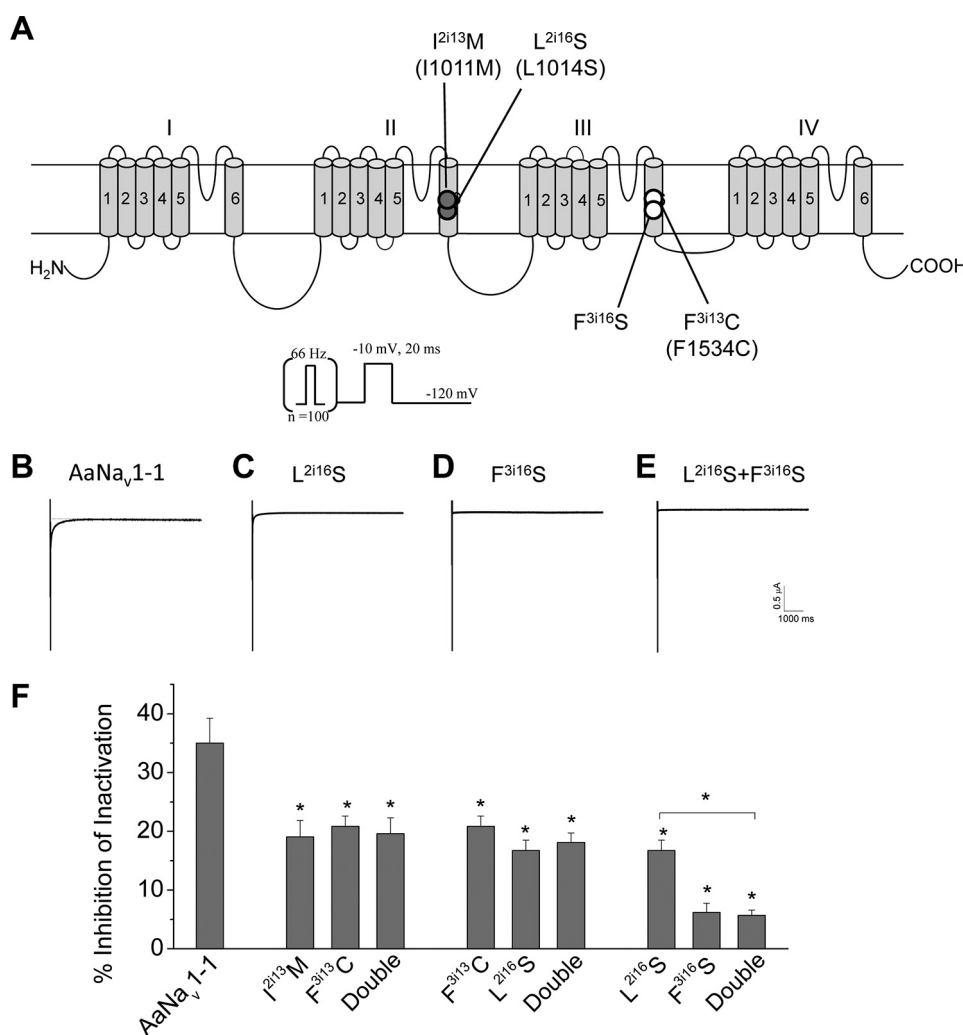 A
I²ⁱ¹³M L²ⁱ¹⁶S
(I1011M) (L1014S)
I II III IV
1 2 3 4 5 6 1 2 3 4 5 1 2 3 4 5 1 2 3 4 5 6
H₂N COOH
F³ⁱ¹⁶S F³ⁱ¹³C
(F1534C)
66 Hz -10 mV, 20 ms
-120 mV
n =100
B AaNaᵥ1-1 C L²ⁱ¹⁶S D F³ⁱ¹⁶S E L²ⁱ¹⁶S+F³ⁱ¹⁶S
0.5 µA
1000 ms
F
% Inhibition of Inactivation
40
30
20
10
0
* * * * * * * * * *
AaNaᵥ1-1 I²ⁱ¹³M F³ⁱ¹³C Double F³ⁱ¹³C L²ⁱ¹⁶S Double L²ⁱ¹⁶S F³ⁱ¹⁶S Double